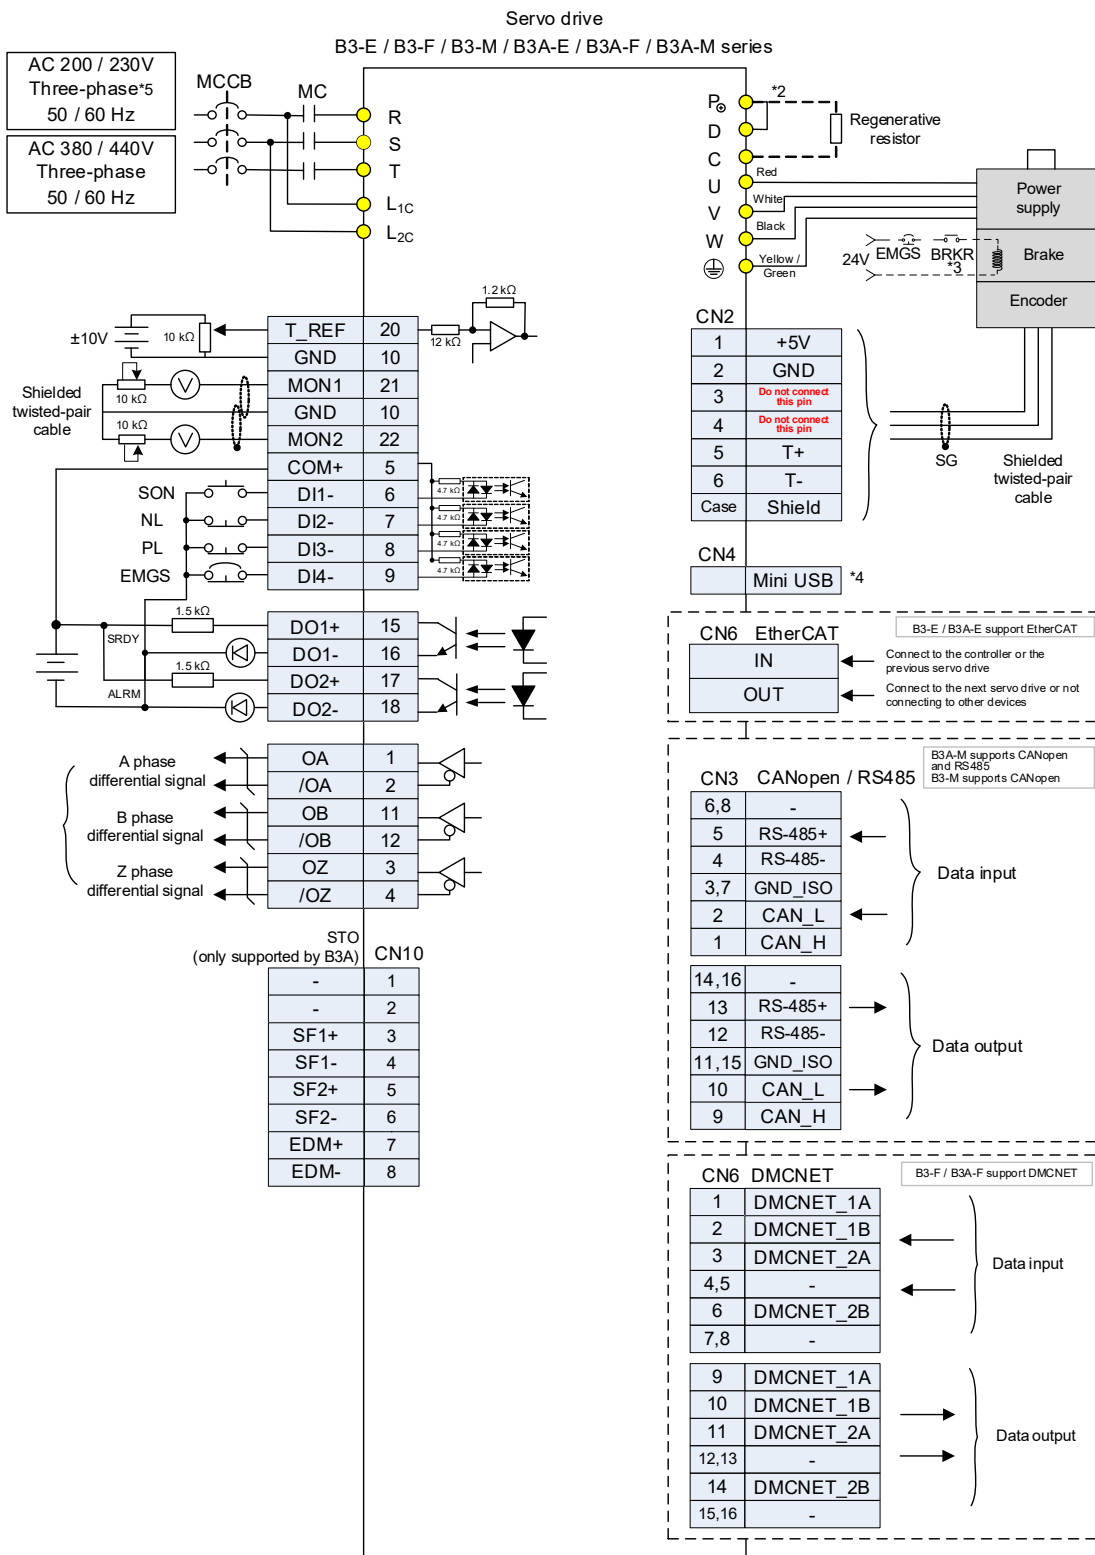 Servo drive
B3-E / B3-F / B3-M / B3A-E / B3A-F / B3A-M series
AC 200 / 230V
Three-phase*5
50 / 60 Hz
AC 380 / 440V
Three-phase
50 / 60 Hz
MCCB
MC
R
S
T
L1C
L2C
P⊕
D
C
U
V
W
*2
Regenerative
resistor
Red
White
Black
Yellow /
Green
Power
supply
Brake
Encoder
24V
EMGS
BRKR
*3
±10V
10 kΩ
T_REF 20
GND 10
MON1 21
GND 10
MON2 22
COM+ 5
DI1- 6
DI2- 7
DI3- 8
DI4- 9
1.2 kΩ
12 kΩ
Shielded
twisted-pair
cable
10 kΩ
10 kΩ
V
V
SON
NL
PL
EMGS
4.7 kΩ
4.7 kΩ
4.7 kΩ
4.7 kΩ
1.5 kΩ
SRDY
1.5 kΩ
ALRM
DO1+ 15
DO1- 16
DO2+ 17
DO2- 18
A phase
differential signal
B phase
differential signal
Z phase
differential signal
OA 1
/OA 2
OB 11
/OB 12
OZ 3
/OZ 4
STO
(only supported by B3A)
CN10
- 1
- 2
SF1+ 3
SF1- 4
SF2+ 5
SF2- 6
EDM+ 7
EDM- 8
CN2
1 +5V
2 GND
3 Do not connect
this pin
4 Do not connect
this pin
5 T+
6 T-
Case Shield
SG
Shielded
twisted-pair
cable
CN4
Mini USB
*4
CN6 EtherCAT
B3-E / B3A-E support EtherCAT
IN
OUT
Connect to the controller or the
previous servo drive
Connect to the next servo drive or not
connecting to other devices
CN3 CANopen / RS485
B3A-M supports CANopen
and RS485
B3-M supports CANopen
6,8 -
5 RS-485+
4 RS-485-
3,7 GND_ISO
2 CAN_L
1 CAN_H
Data input
14,16 -
13 RS-485+
12 RS-485-
11,15 GND_ISO
10 CAN_L
9 CAN_H
Data output
CN6 DMCNET
B3-F / B3A-F support DMCNET
1 DMCNET_1A
2 DMCNET_1B
3 DMCNET_2A
4,5 -
6 DMCNET_2B
7,8 -
Data input
9 DMCNET_1A
10 DMCNET_1B
11 DMCNET_2A
12,13 -
14 DMCNET_2B
15,16 -
Data output